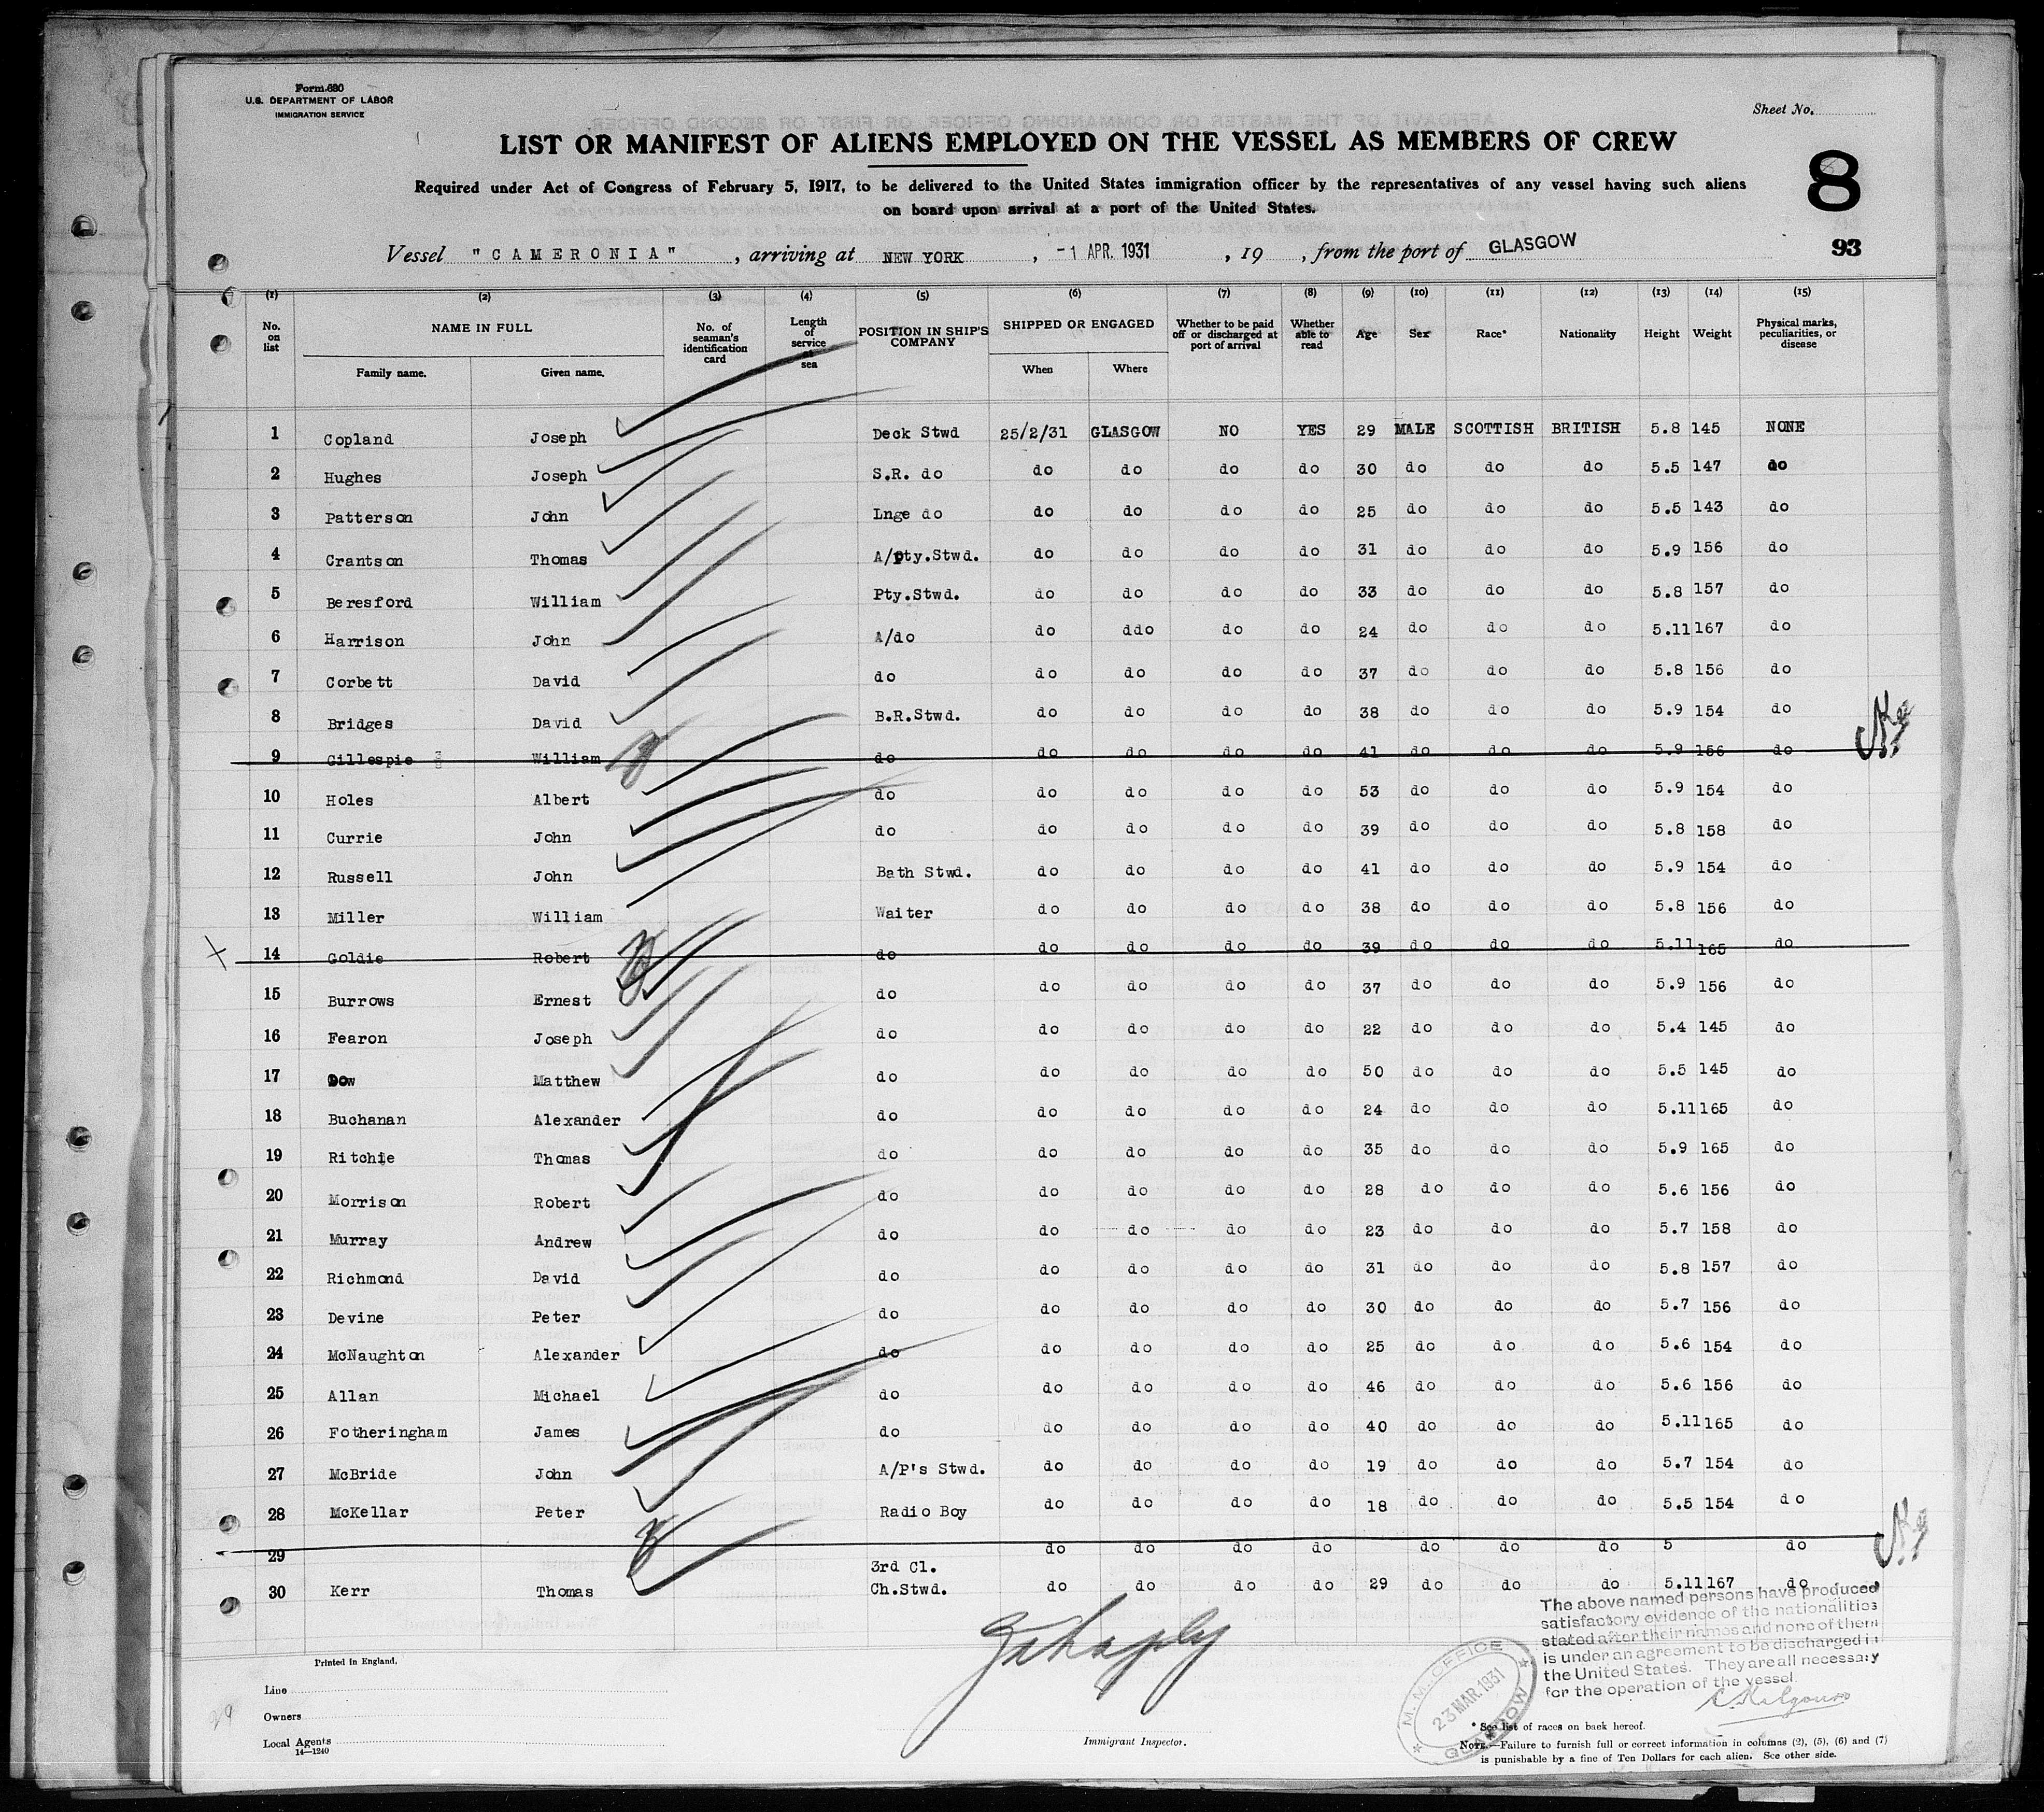 Form 680
U.S. DEPARTMENT OF LABOR
IMMIGRATION SERVICE
Sheet No.
LIST OR MANIFEST OF ALIENS EMPLOYED ON THE VESSEL AS MEMBERS OF CREW
8
Required under Act of Congress of February 5, 1917, to be delivered to the United States immigration officer by the representatives of any vessel having such aliens
on board upon arrival at a port of the United States.
Vessel "CAMERONIA", arriving at NEW YORK, -1 APR. 1931, 19 , from the port of GLASGOW
93
(1) (2) (3) (4) (5) (6) (7) (8) (9) (10) (11) (12) (13) (14) (15)
No. on list NAME IN FULL Family name. Given name. No. of seaman's identification card Length of service at sea POSITION IN SHIP'S COMPANY SHIPPED OR ENGAGED When Where Whether to be paid off or discharged at port of arrival Whether able to read Age Sex Race* Nationality Height Weight Physical marks, peculiarities, or disease
1 Copland Joseph Deck Stwd 25/2/31 GLASGOW NO YES 29 MALE SCOTTISH BRITISH 5.8 145 NONE
2 Hughes Joseph S.R. do do do do do 30 do do do 5.5 147 do
3 Patterson John Lnge do do do do do 25 do do do 5.5 143 do
4 Crantson Thomas A/pty.Stwd. do do do do 31 do do do 5.9 156 do
5 Beresford William Pty.Stwd. do do do do 33 do do do 5.8 157 do
6 Harrison John A/do do ddo do do 24 do do do 5.11 167 do
7 Corbett David do do do do do 37 do do do 5.8 156 do
8 Bridges David B.R.Stwd. do do do do 38 do do do 5.9 154 do
9 Gillespie William do do do do do 41 do do do 5.9 156 do
10 Holes Albert do do do do do 53 do do do 5.9 154 do
11 Currie John do do do do do 39 do do do 5.8 158 do
12 Russell John Bath Stwd. do do do do 41 do do do 5.9 154 do
13 Miller William Waiter do do do do 38 do do do 5.8 156 do
14 Goldie Robert do do do do do 39 do do do 5.11 165 do
15 Burrows Ernest do do do do do 37 do do do 5.9 156 do
16 Fearon Joseph do do do do do 22 do do do 5.4 145 do
17 Dow Matthew do do do do do 50 do do do 5.5 145 do
18 Buchanan Alexander do do do do do 24 do do do 5.11 165 do
19 Ritchie Thomas do do do do do 35 do do do 5.9 165 do
20 Morrison Robert do do do do do 28 do do do 5.6 156 do
21 Murray Andrew do do do do do 23 do do do 5.7 158 do
22 Richmond David do do do do do 31 do do do 5.8 157 do
23 Devine Peter do do do do do 30 do do do 5.7 156 do
24 McNaughton Alexander do do do do do 25 do do do 5.6 154 do
25 Allan Michael do do do do do 46 do do do 5.6 156 do
26 Fotheringham James do do do do do 40 do do do 5.11 165 do
27 McBride John A/P's Stwd. do do do do 19 do do do 5.7 154 do
28 McKellar Peter Radio Boy do do do do 18 do do do 5.5 154 do
29 do do do do do do do 5 do
30 Kerr Thomas 3rd Cl. Ch.Stwd. do do do do 29 do do do 5.11 167 do
The above named persons have produced
satisfactory evidence of the nationalities
stated after their names and none of them
is under an agreement to be discharged in
the United States. They are all necessary
for the operation of the vessel.
M.M. OFFICE
23 MAR. 1931
GLASGOW
Printed in England.
Line
Owners
Local Agents
14—1240
Immigrant Inspector.
* See list of races on back hereof.
NOTE.—Failure to furnish full or correct information in columns (2), (5), (6) and (7)
is punishable by a fine of Ten Dollars for each alien. See other side.